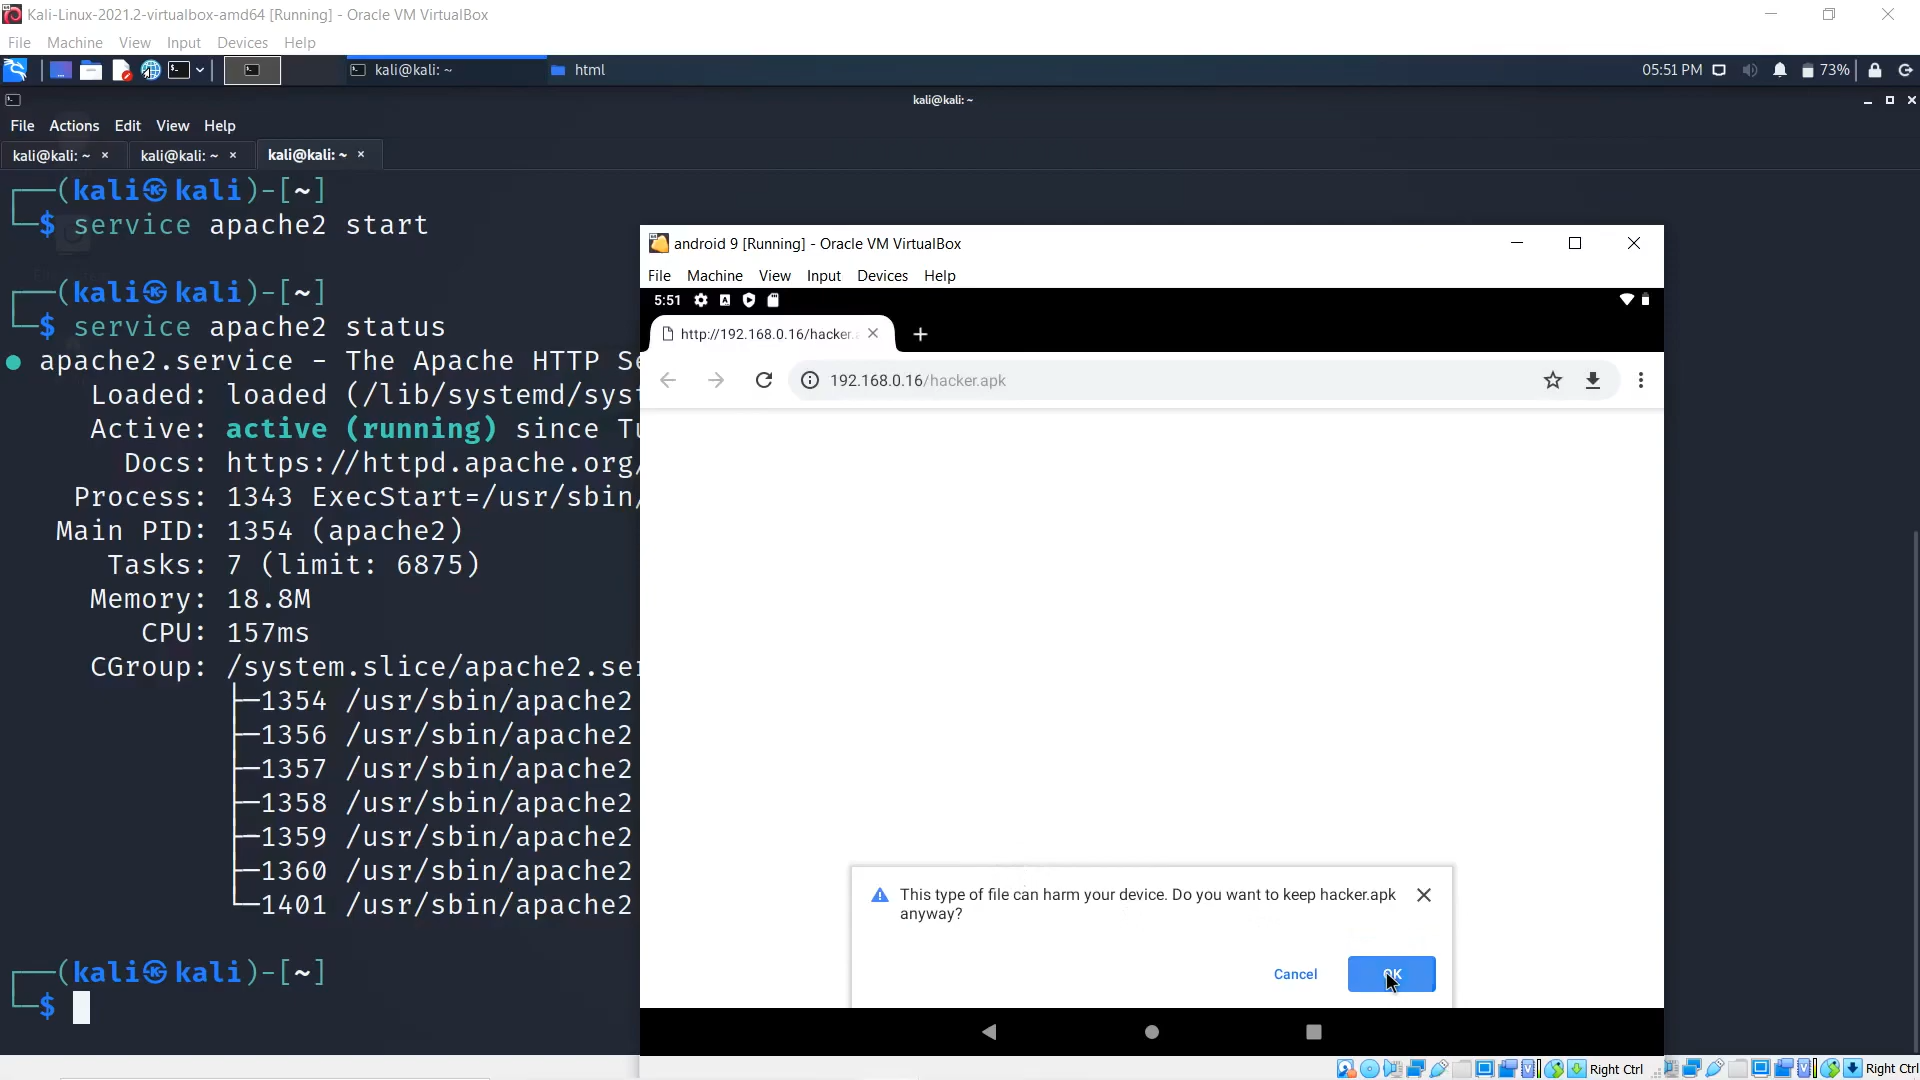 Kali-Linux-2021.2-virtualbox-amd64 [Running] - Oracle VM VirtualBox
File Machine View Input Devices Help
kali@kali: ~
html
05:51 PM
73%
kali@kali: ~
File Actions Edit View Help
kali@kali: ~ × kali@kali: ~ × kali@kali: ~ ×
┌──(kali㉿kali)-[~]
└─$ service apache2 start
┌──(kali㉿kali)-[~]
└─$ service apache2 status
● apache2.service - The Apache HTTP Se
Loaded: loaded (/lib/systemd/syst
Active: active (running) since Tu
Docs: https://httpd.apache.org/
Process: 1343 ExecStart=/usr/sbin/
Main PID: 1354 (apache2)
Tasks: 7 (limit: 6875)
Memory: 18.8M
CPU: 157ms
CGroup: /system.slice/apache2.ser
├─1354 /usr/sbin/apache2
├─1356 /usr/sbin/apache2
├─1357 /usr/sbin/apache2
├─1358 /usr/sbin/apache2
├─1359 /usr/sbin/apache2
├─1360 /usr/sbin/apache2
└─1401 /usr/sbin/apache2
┌──(kali㉿kali)-[~]
└─$
android 9 [Running] - Oracle VM VirtualBox
File Machine View Input Devices Help
5:51
http://192.168.0.16/hacker.a
192.168.0.16/hacker.apk
This type of file can harm your device. Do you want to keep hacker.apk
anyway?
Cancel OK
Right Ctrl
Right Ctrl